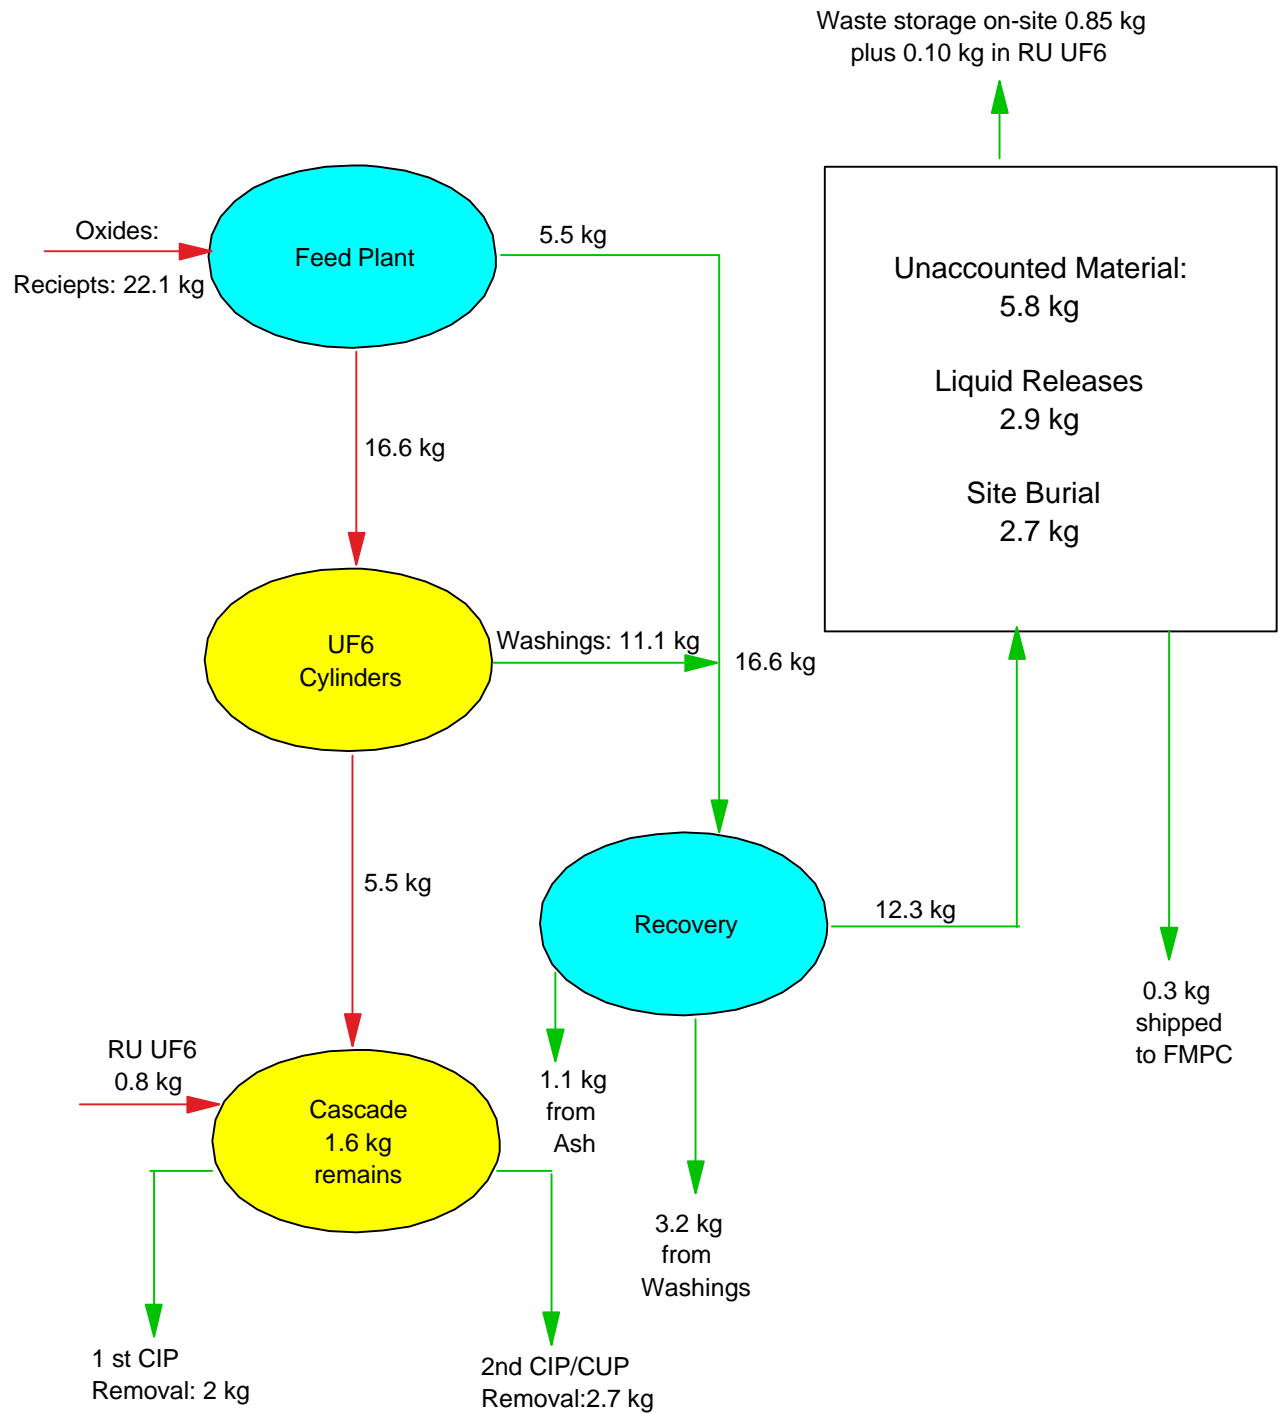 Waste storage on-site 0.85 kg
plus 0.10 kg in RU UF6
Oxides:
Reciepts: 22.1 kg
Feed Plant
5.5 kg
Unaccounted Material:
5.8 kg
Liquid Releases
2.9 kg
Site Burial
2.7 kg
16.6 kg
UF6
Cylinders
Washings: 11.1 kg
16.6 kg
5.5 kg
Recovery
12.3 kg
0.3 kg
shipped
to FMPC
RU UF6
0.8 kg
Cascade
1.6 kg
remains
1.1 kg
from
Ash
3.2 kg
from
Washings
1 st CIP
Removal: 2 kg
2nd CIP/CUP
Removal:2.7 kg